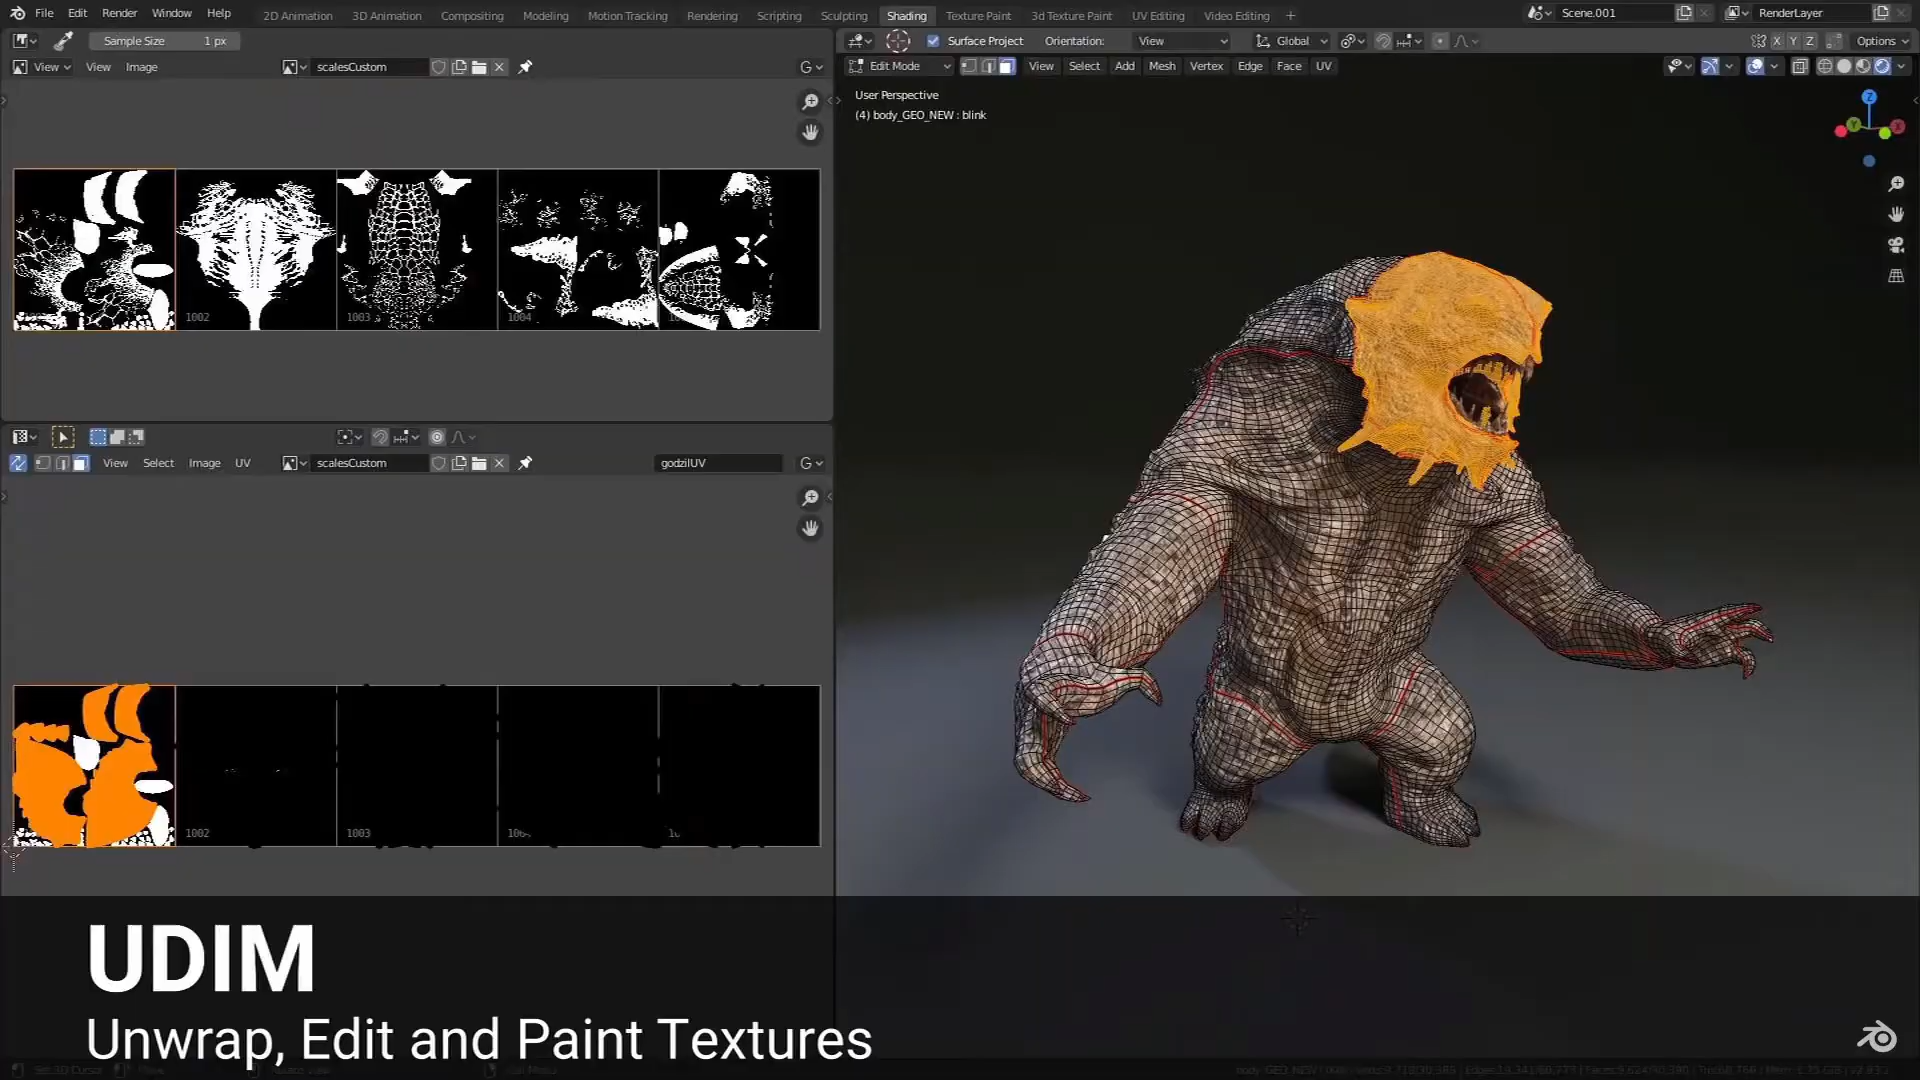 File Edit Render Window Help
2D Animation 3D Animation Compositing Modeling Motion Tracking Rendering Scripting Sculpting Shading Texture Paint 3d Texture Paint UV Editing Video Editing +
Scene.001
RenderLayer
Sample Size 1 px
Surface Project Orientation: View
Global
X Y Z
Options
View View Image
scalesCustom
G
Edit Mode
View Select Add Mesh Vertex Edge Face UV
User Perspective
(4) body_GEO_NEW : blink
Z
Y
X
1002
1003
1004
View Select Image UV
scalesCustom
godzilUV
G
1002
1003
UDIM
Unwrap, Edit and Paint Textures
Set 3D Cursor